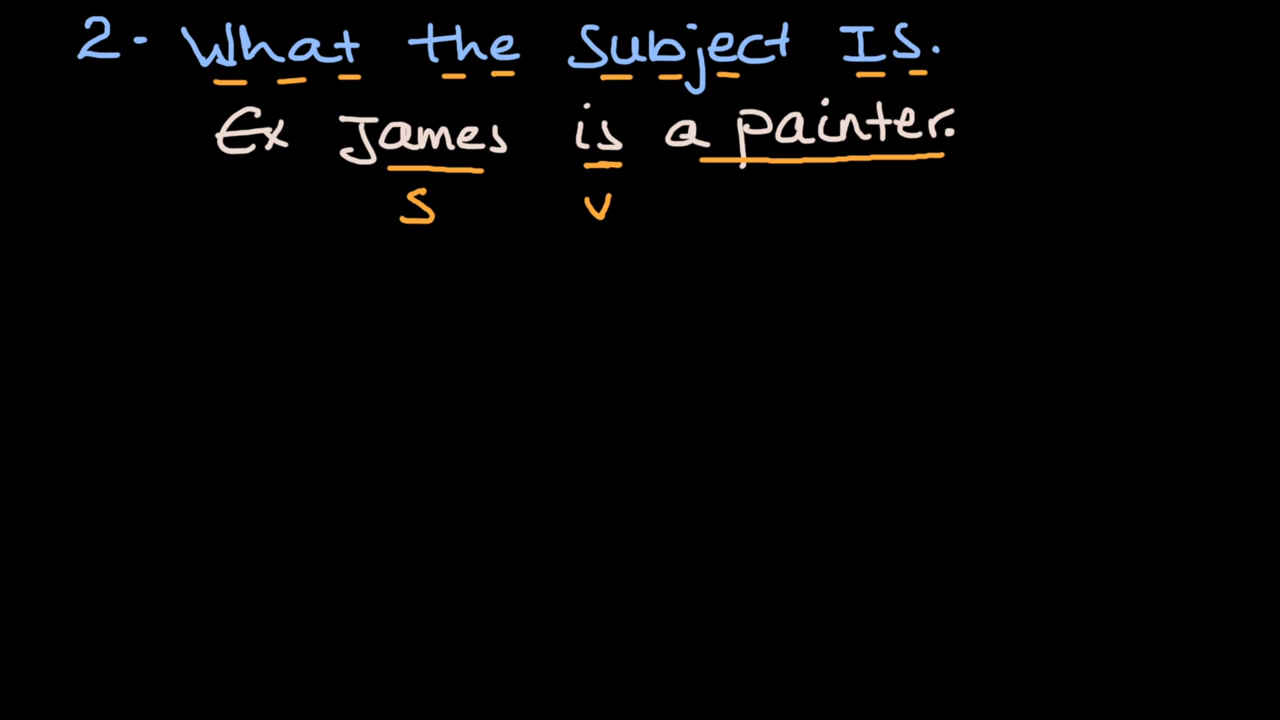 2- What the Subject Is.
Ex James is a painter.
S V